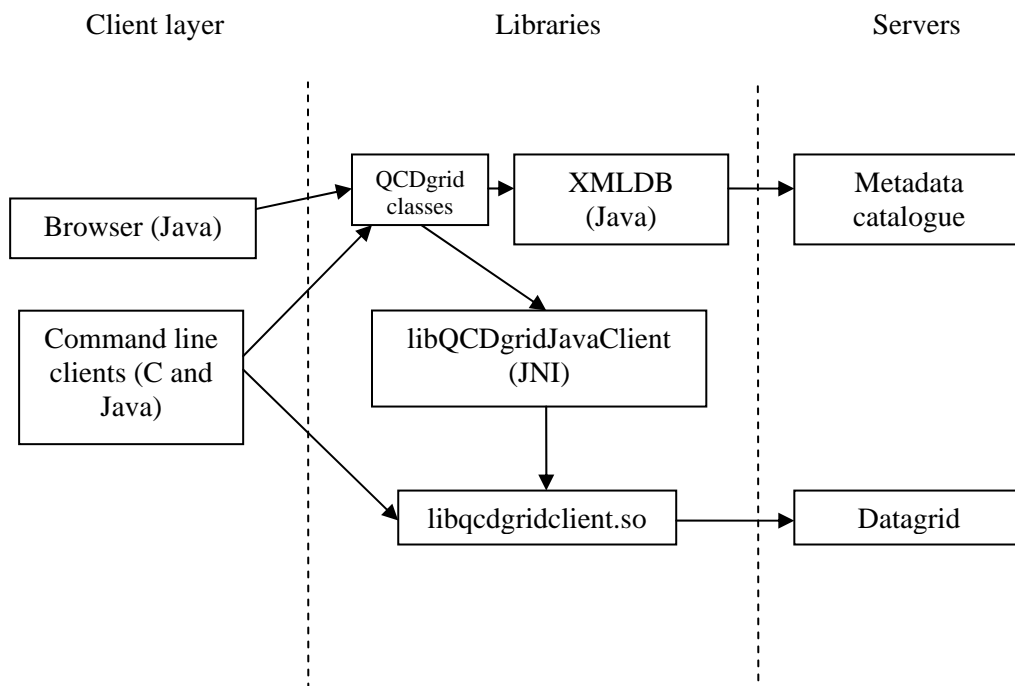 Client layer
Libraries
Servers
QCDgrid
classes
XMLDB
(Java)
Metadata
catalogue
Browser (Java)
Command line
clients (C and
Java)
libQCDgridJavaClient
(JNI)
libqcdgridclient.so
Datagrid